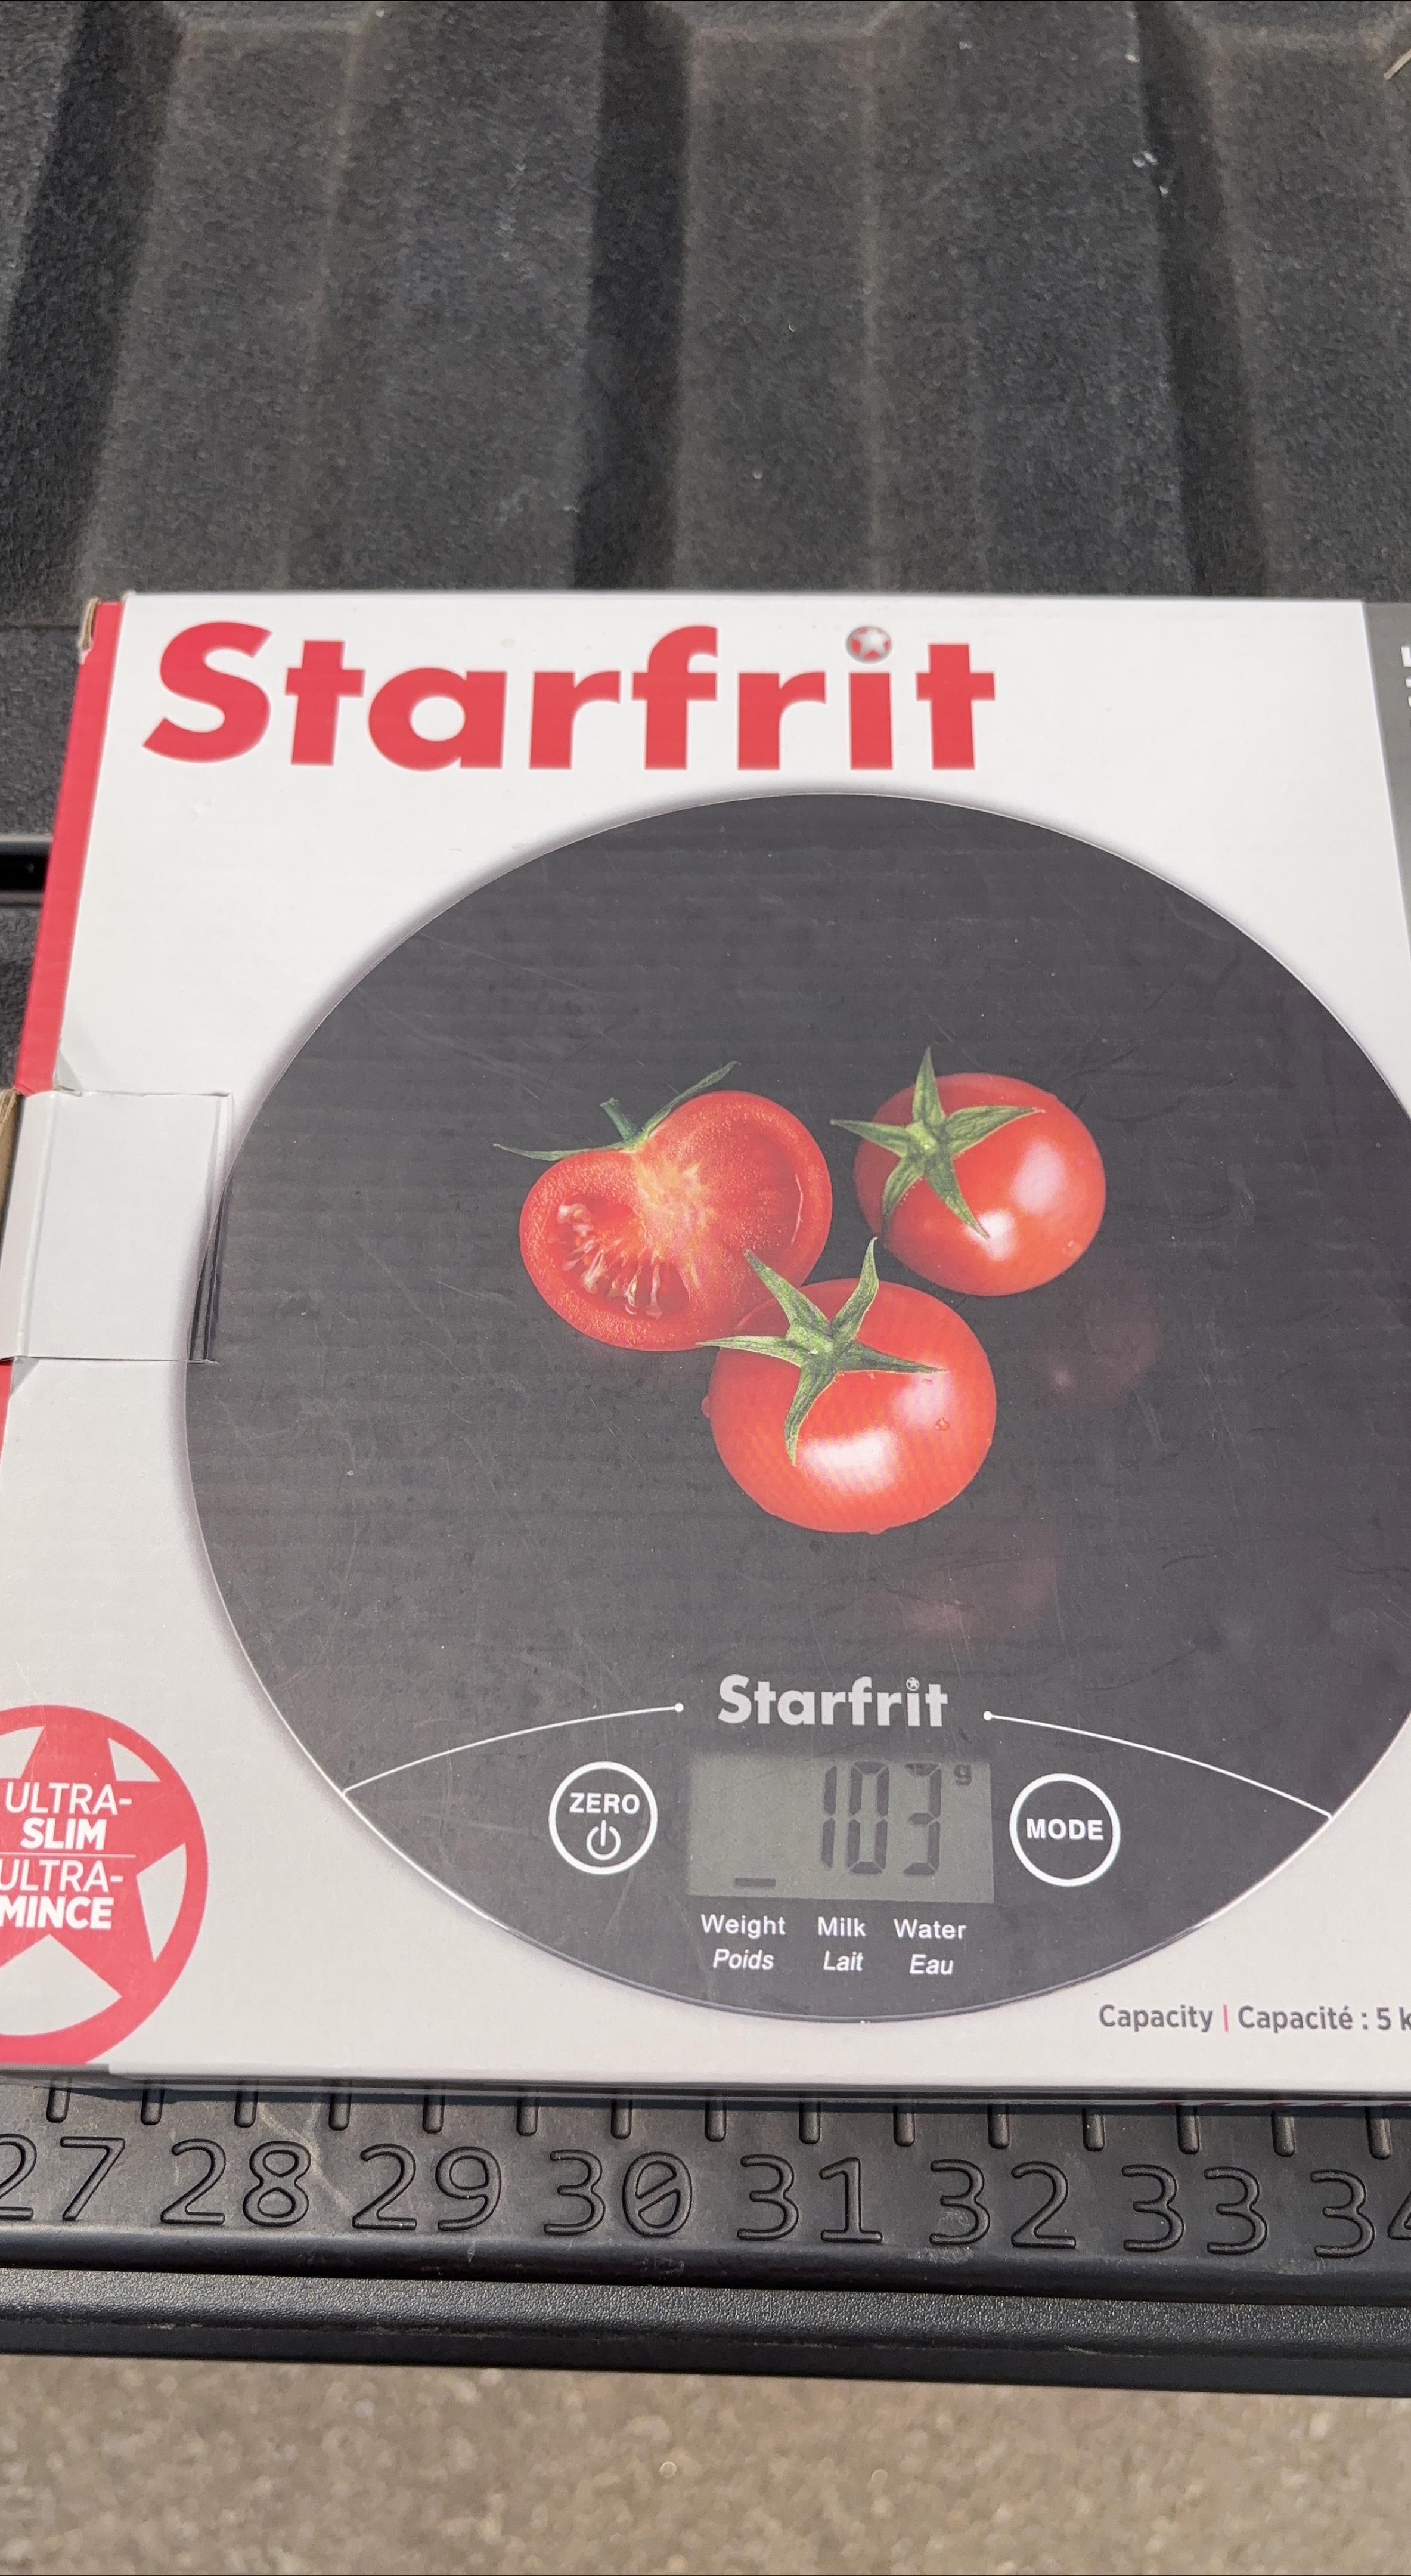 Starfrit
Starfrit
ZERO
103 g
MODE
Weight Milk Water
Poids Lait Eau
ULTRA-
SLIM
ULTRA-
MINCE
Capacity | Capacité : 5 k
27 28 29 30 31 32 33 34